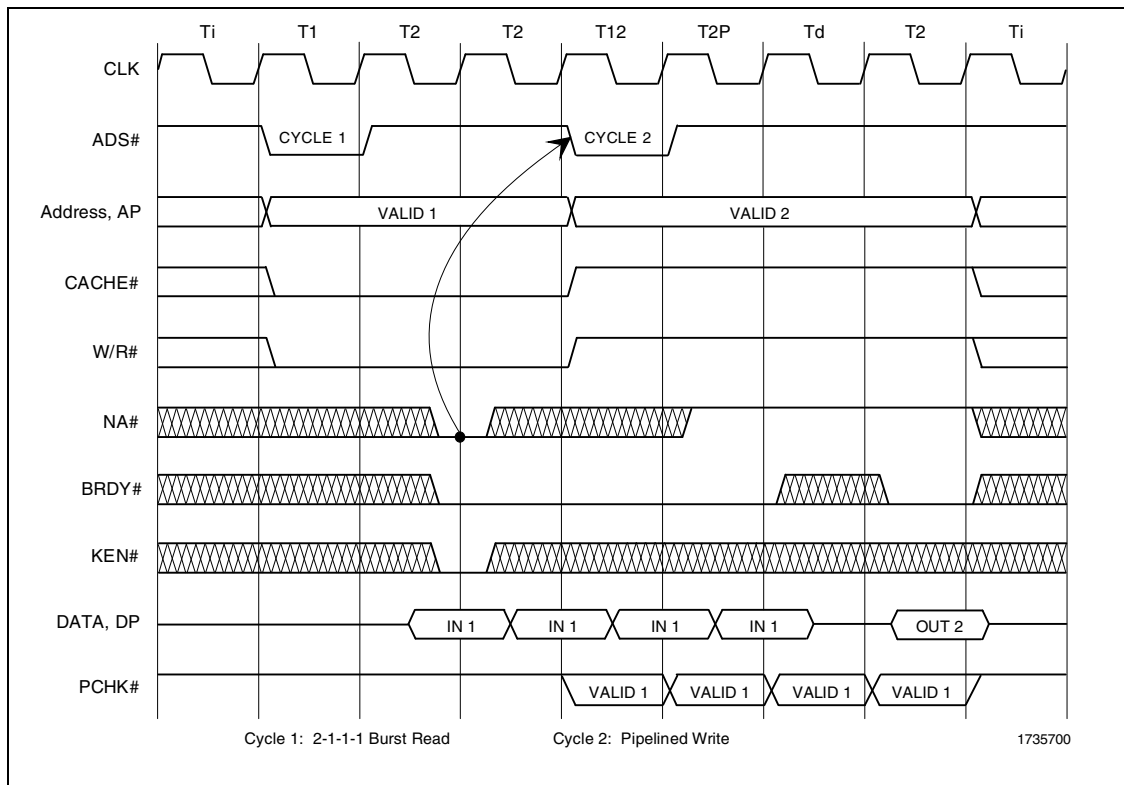 Ti T1 T2 T2 T12 T2P Td T2 Ti
CLK
ADS# CYCLE 1 CYCLE 2
Address, AP VALID 1 VALID 2
CACHE#
W/R#
NA#
BRDY#
KEN#
DATA, DP IN 1 IN 1 IN 1 IN 1 OUT 2
PCHK# VALID 1 VALID 1 VALID 1 VALID 1
Cycle 1: 2-1-1-1 Burst Read Cycle 2: Pipelined Write 1735700